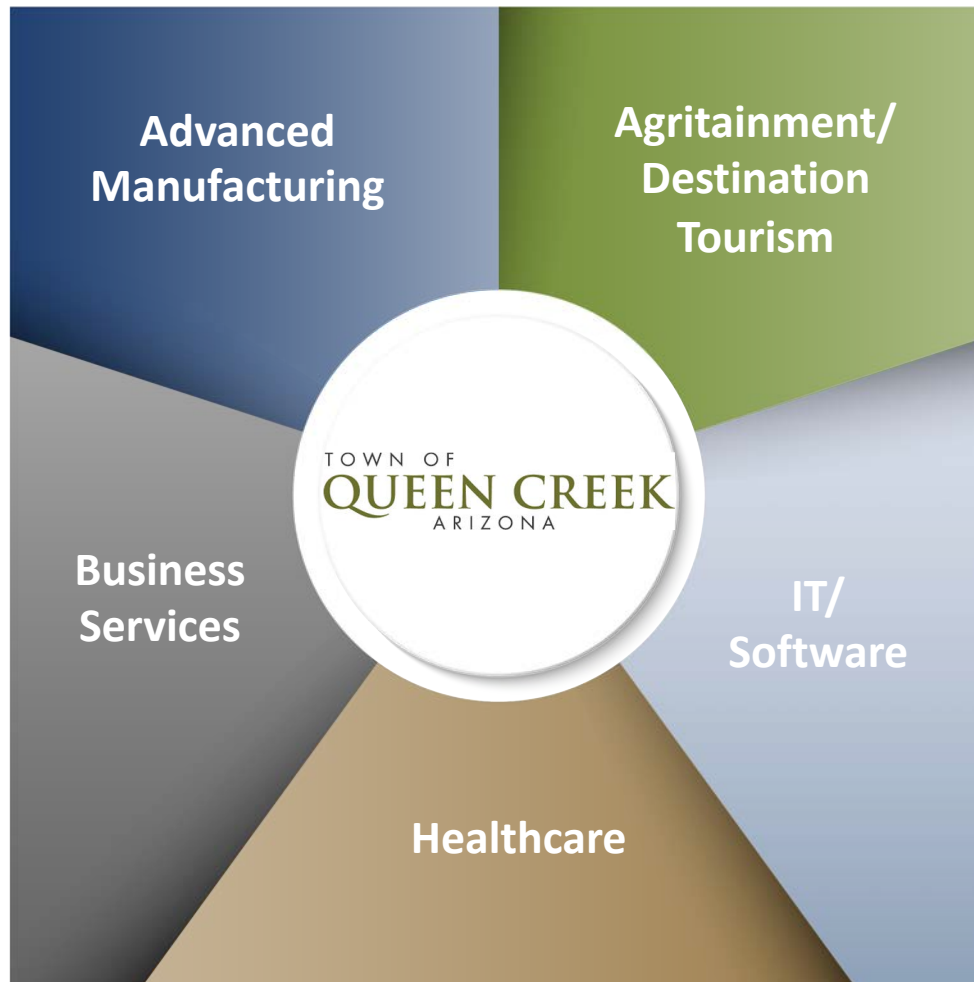 Advanced
Manufacturing
Agritainment/
Destination
Tourism
TOWN OF
QUEEN CREEK
ARIZONA
Business
Services
IT/
Software
Healthcare